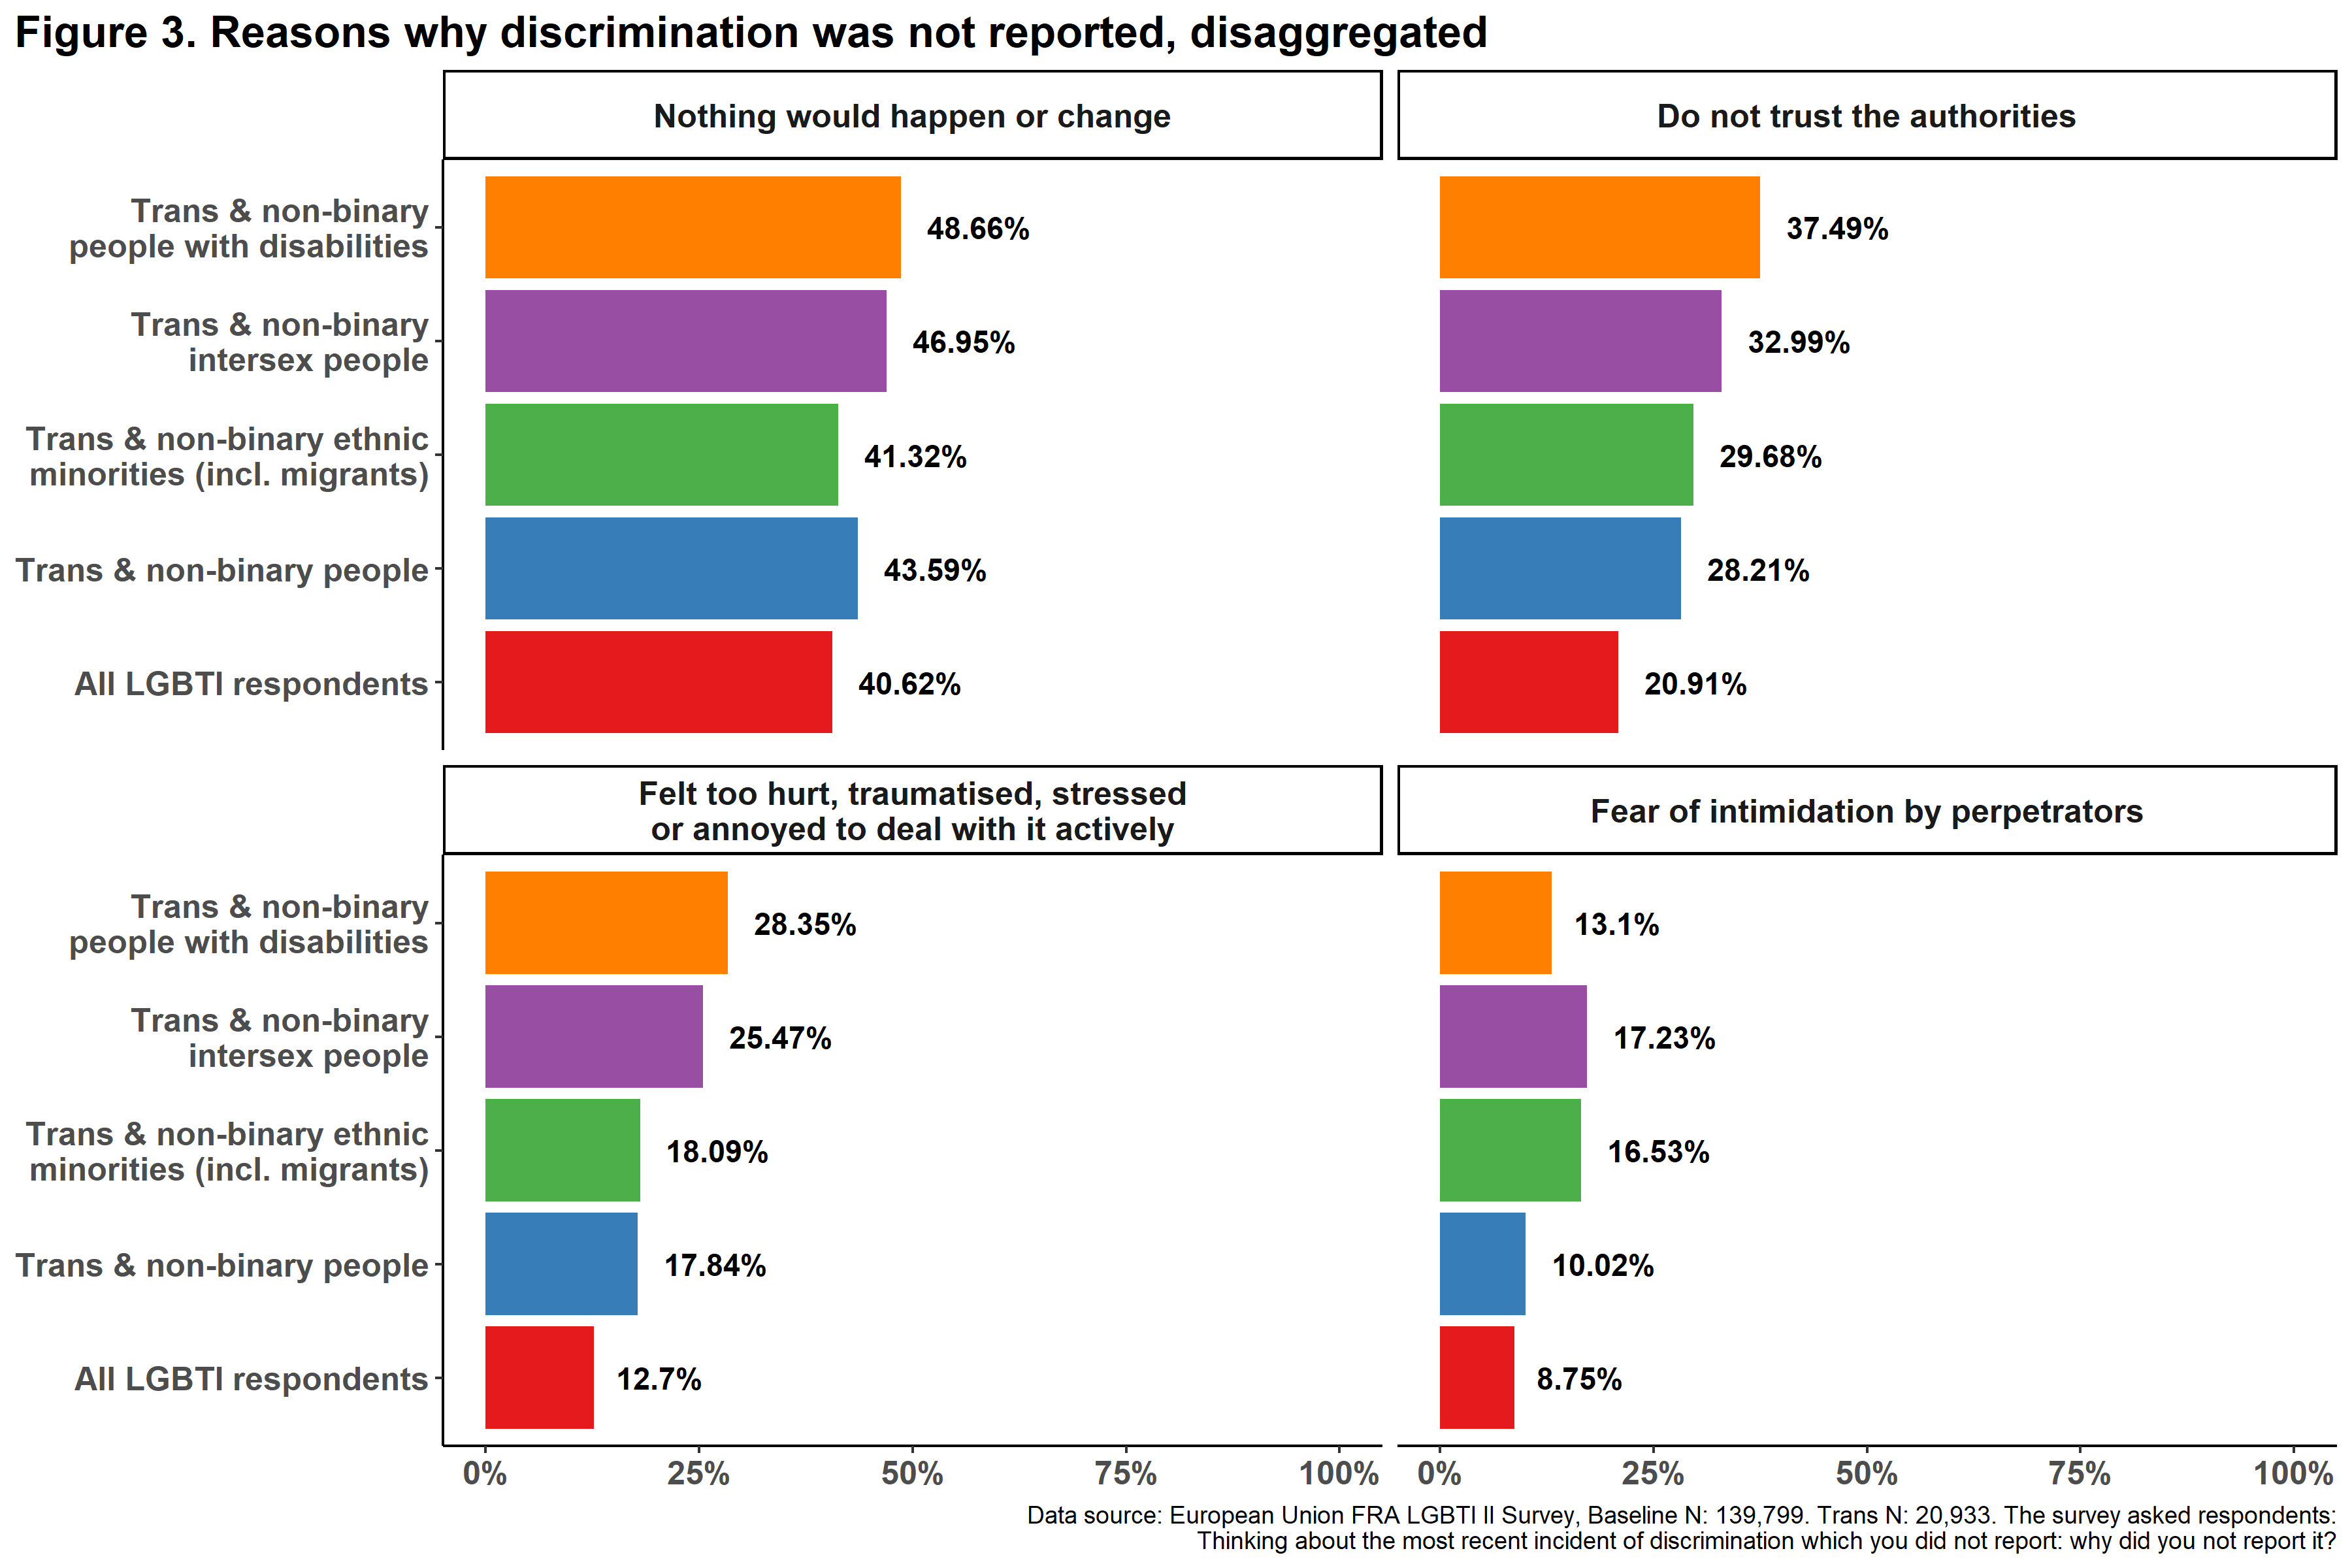 Figure 3. Reasons why discrimination was not reported, disaggregated
Nothing would happen or change
Trans & non-binary
people with disabilities
48.66%
Trans & non-binary
intersex people
46.95%
Trans & non-binary ethnic
minorities (incl. migrants)
41.32%
Trans & non-binary people
43.59%
All LGBTI respondents
40.62%
Do not trust the authorities
37.49%
32.99%
29.68%
28.21%
20.91%
Felt too hurt, traumatised, stressed
or annoyed to deal with it actively
Trans & non-binary
people with disabilities
28.35%
Trans & non-binary
intersex people
25.47%
Trans & non-binary ethnic
minorities (incl. migrants)
18.09%
Trans & non-binary people
17.84%
All LGBTI respondents
12.7%
0% 25% 50% 75% 100%
Fear of intimidation by perpetrators
13.1%
17.23%
16.53%
10.02%
8.75%
0% 25% 50% 75% 100%
Data source: European Union FRA LGBTI II Survey, Baseline N: 139,799. Trans N: 20,933. The survey asked respondents:
Thinking about the most recent incident of discrimination which you did not report: why did you not report it?